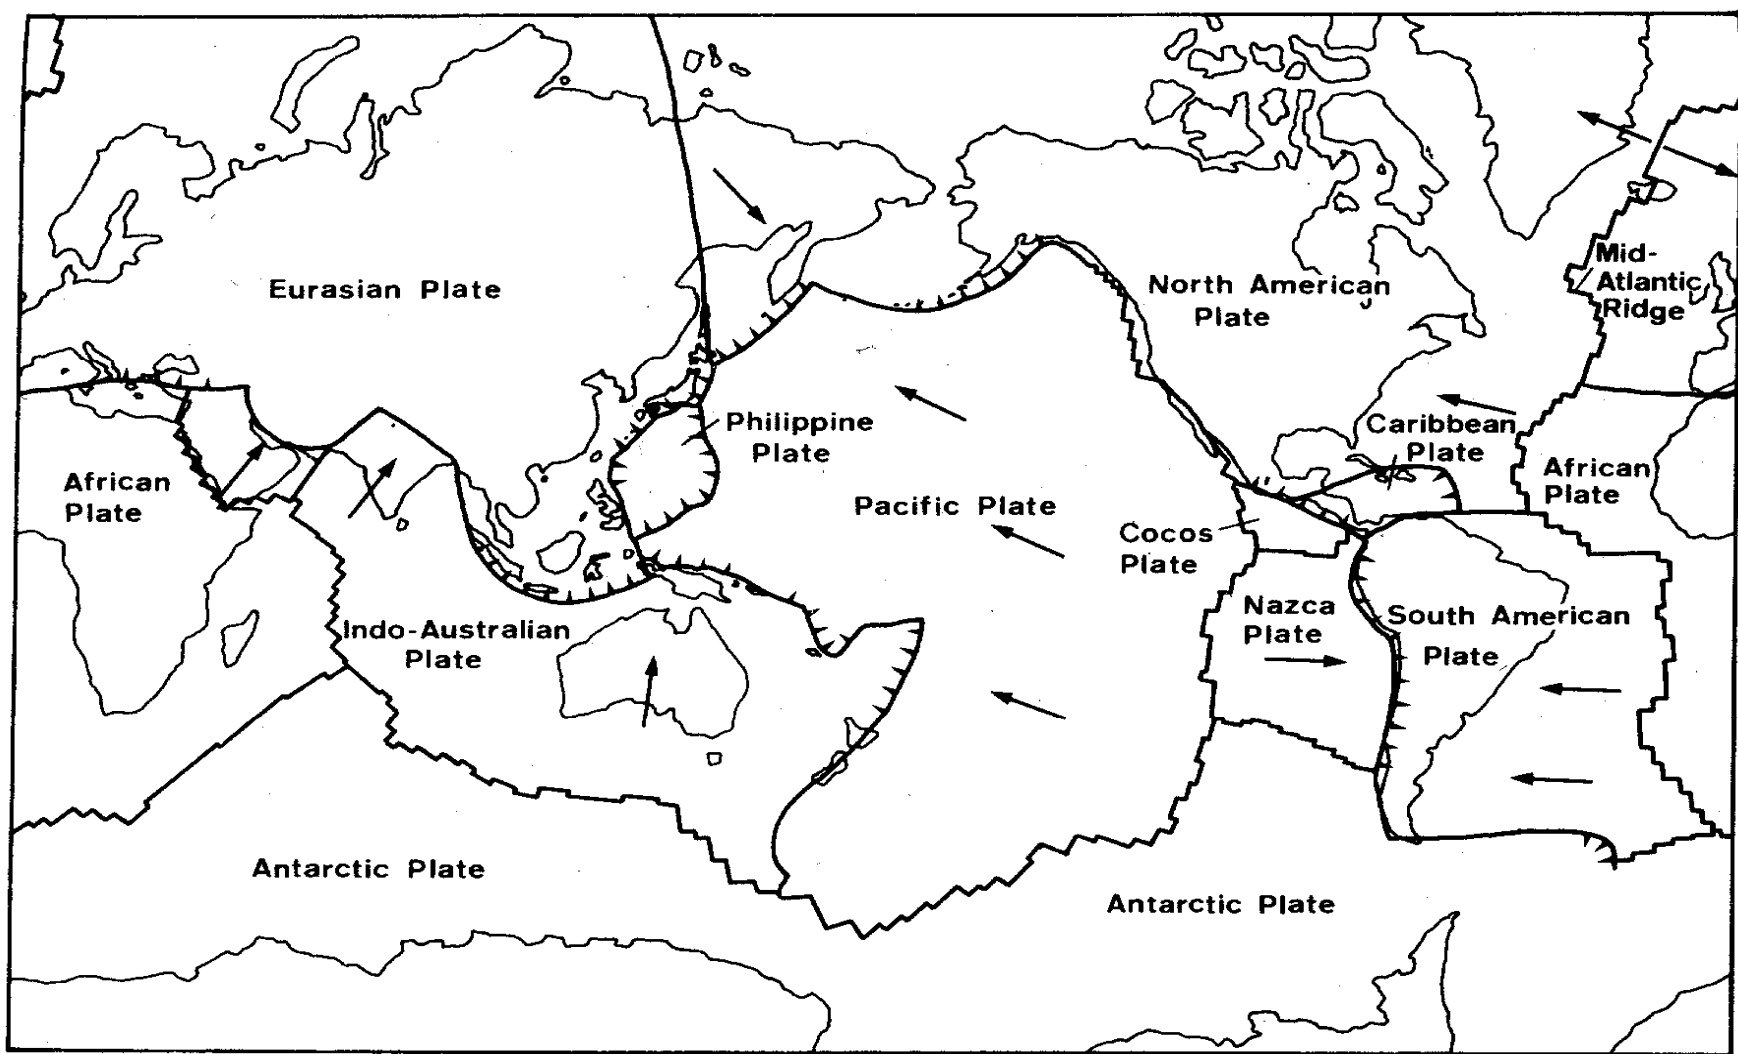 Eurasian Plate
North American
Plate
Mid-
Atlantic
Ridge
Philippine
Plate
Caribbean
Plate
African
Plate
African
Plate
Pacific Plate
Cocos
Plate
Indo-Australian
Plate
Nazca
Plate
South American
Plate
Antarctic Plate
Antarctic Plate